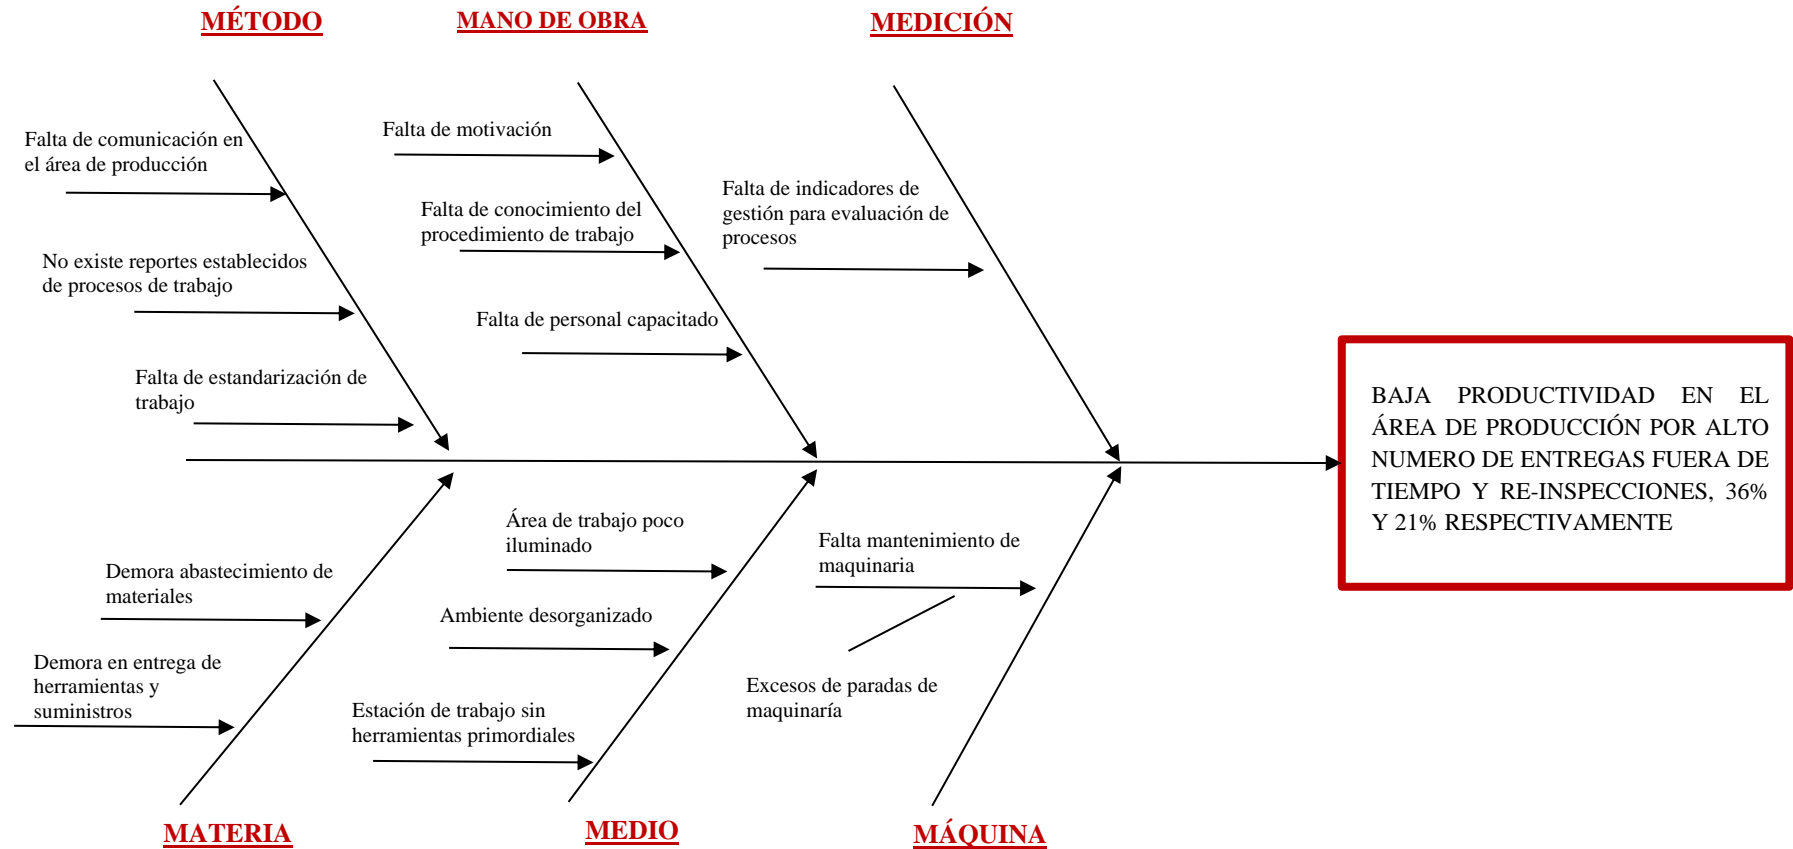 MÉTODO
MANO DE OBRA
MEDICIÓN
Falta de comunicación en
el área de producción
No existe reportes establecidos
de procesos de trabajo
Falta de estandarización de
trabajo
Falta de motivación
Falta de conocimiento del
procedimiento de trabajo
Falta de personal capacitado
Falta de indicadores de
gestión para evaluación de
procesos
BAJA PRODUCTIVIDAD EN EL
ÁREA DE PRODUCCIÓN POR ALTO
NUMERO DE ENTREGAS FUERA DE
TIEMPO Y RE-INSPECCIONES, 36%
Y 21% RESPECTIVAMENTE
Demora abastecimiento de
materiales
Demora en entrega de
herramientas y
suministros
Área de trabajo poco
iluminado
Ambiente desorganizado
Estación de trabajo sin
herramientas primordiales
Falta mantenimiento de
maquinaria
Excesos de paradas de
maquinaría
MATERIA
MEDIO
MÁQUINA